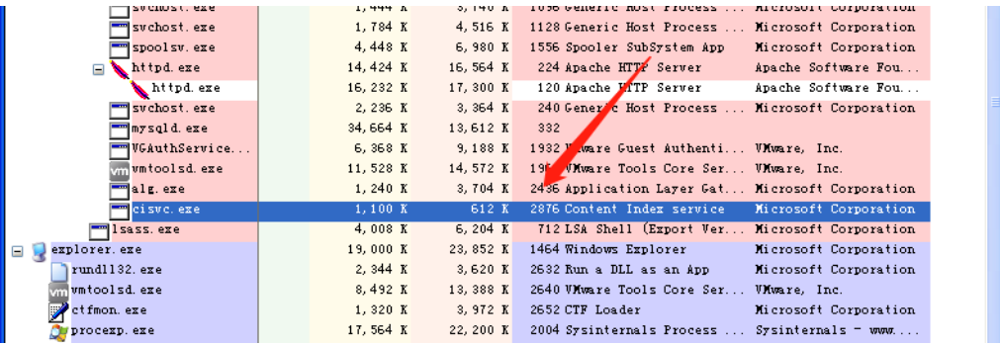 svchost.exe 1,444 K 3,740 K 1096 Generic Host Process ... Microsoft Corporation
svchost.exe 1,784 K 4,516 K 1128 Generic Host Process ... Microsoft Corporation
spoolsv.exe 4,448 K 6,980 K 1556 Spooler SubSystem App Microsoft Corporation
httpd.exe 14,424 K 16,564 K 224 Apache HTTP Server Apache Software Fou...
httpd.exe 16,232 K 17,300 K 120 Apache HTTP Server Apache Software Fou...
svchost.exe 2,236 K 3,364 K 240 Generic Host Process ... Microsoft Corporation
mysqld.exe 34,664 K 13,612 K 332
VGAuthService... 6,368 K 9,188 K 1932 VMware Guest Authenti... VMware, Inc.
vmtoolsd.exe 11,528 K 14,572 K VMware Tools Core Ser... VMware, Inc.
alg.exe 1,240 K 3,704 K 2436 Application Layer Gat... Microsoft Corporation
cisvc.exe 1,100 K 612 K 2876 Content Index service Microsoft Corporation
lsass.exe 4,008 K 6,204 K 712 LSA Shell (Export Ver... Microsoft Corporation
explorer.exe 19,000 K 23,852 K 1464 Windows Explorer Microsoft Corporation
rundll32.exe 2,344 K 3,620 K 2632 Run a DLL as an App Microsoft Corporation
vmtoolsd.exe 8,492 K 13,388 K 2640 VMware Tools Core Ser... VMware, Inc.
ctfmon.exe 1,320 K 3,972 K 2652 CTF Loader Microsoft Corporation
procexp.exe 17,564 K 22,200 K 2004 Sysinternals Process ... Sysinternals - www....